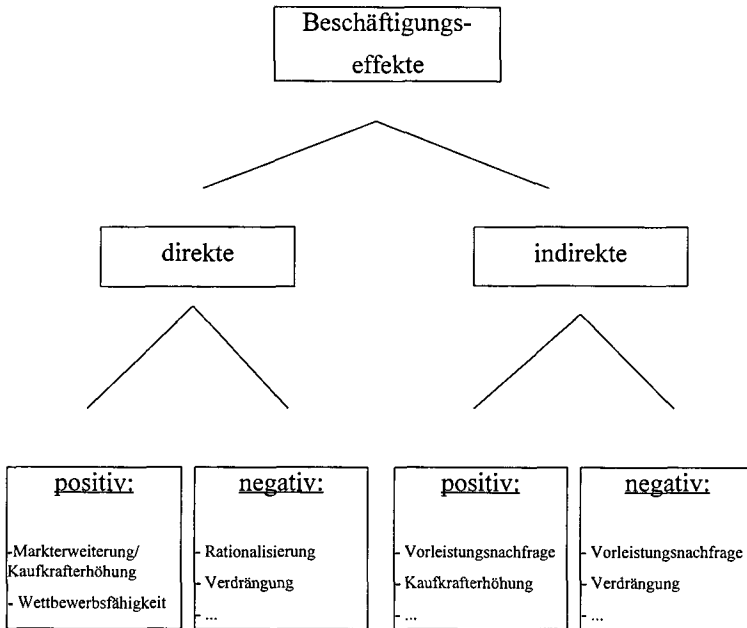 Beschäftigungs-
effekte
direkte
indirekte
positiv:
-Markterweiterung/
Kaufkrafterhöhung
- Wettbewerbsfähigkeit
negativ:
- Rationalisierung
- Verdrängung
- ...
positiv:
- Vorleistungsnachfrage
- Kaufkrafterhöhung
- ...
negativ:
- Vorleistungsnachfrage
- Verdrängung
- ...